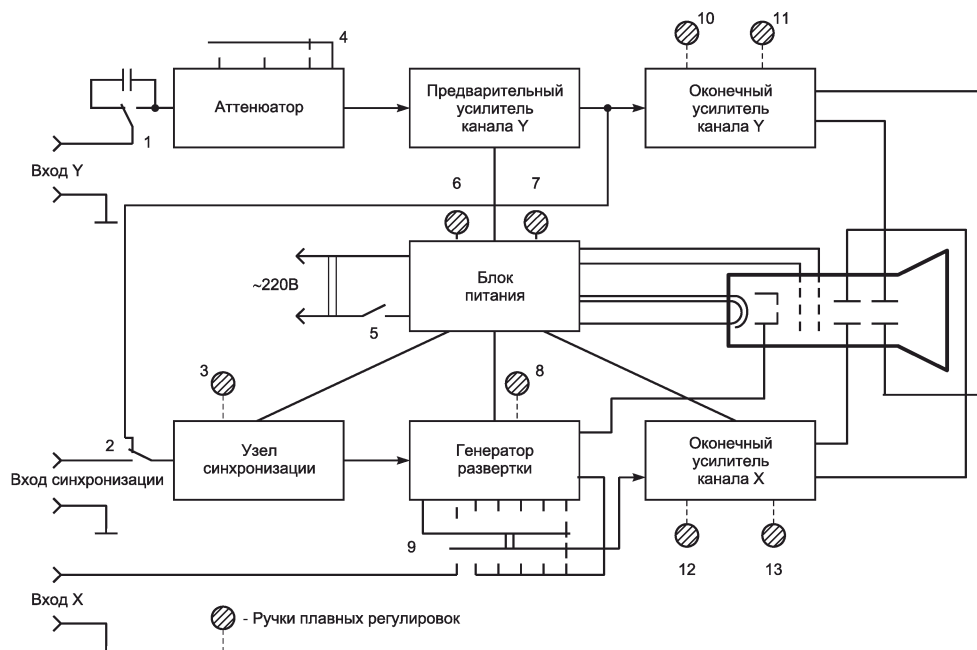 10
11
4
Аттенюатор
Предварительный
усилитель
канала Y
Оконечный
усилитель
канала Y
1
Вход Y
6
7
Блок
питания
~220В
5
3
8
2
Узел
синхронизации
Генератор
развертки
Оконечный
усилитель
канала X
Вход синхронизации
9
12
13
Вход X
- Ручки плавных регулировок